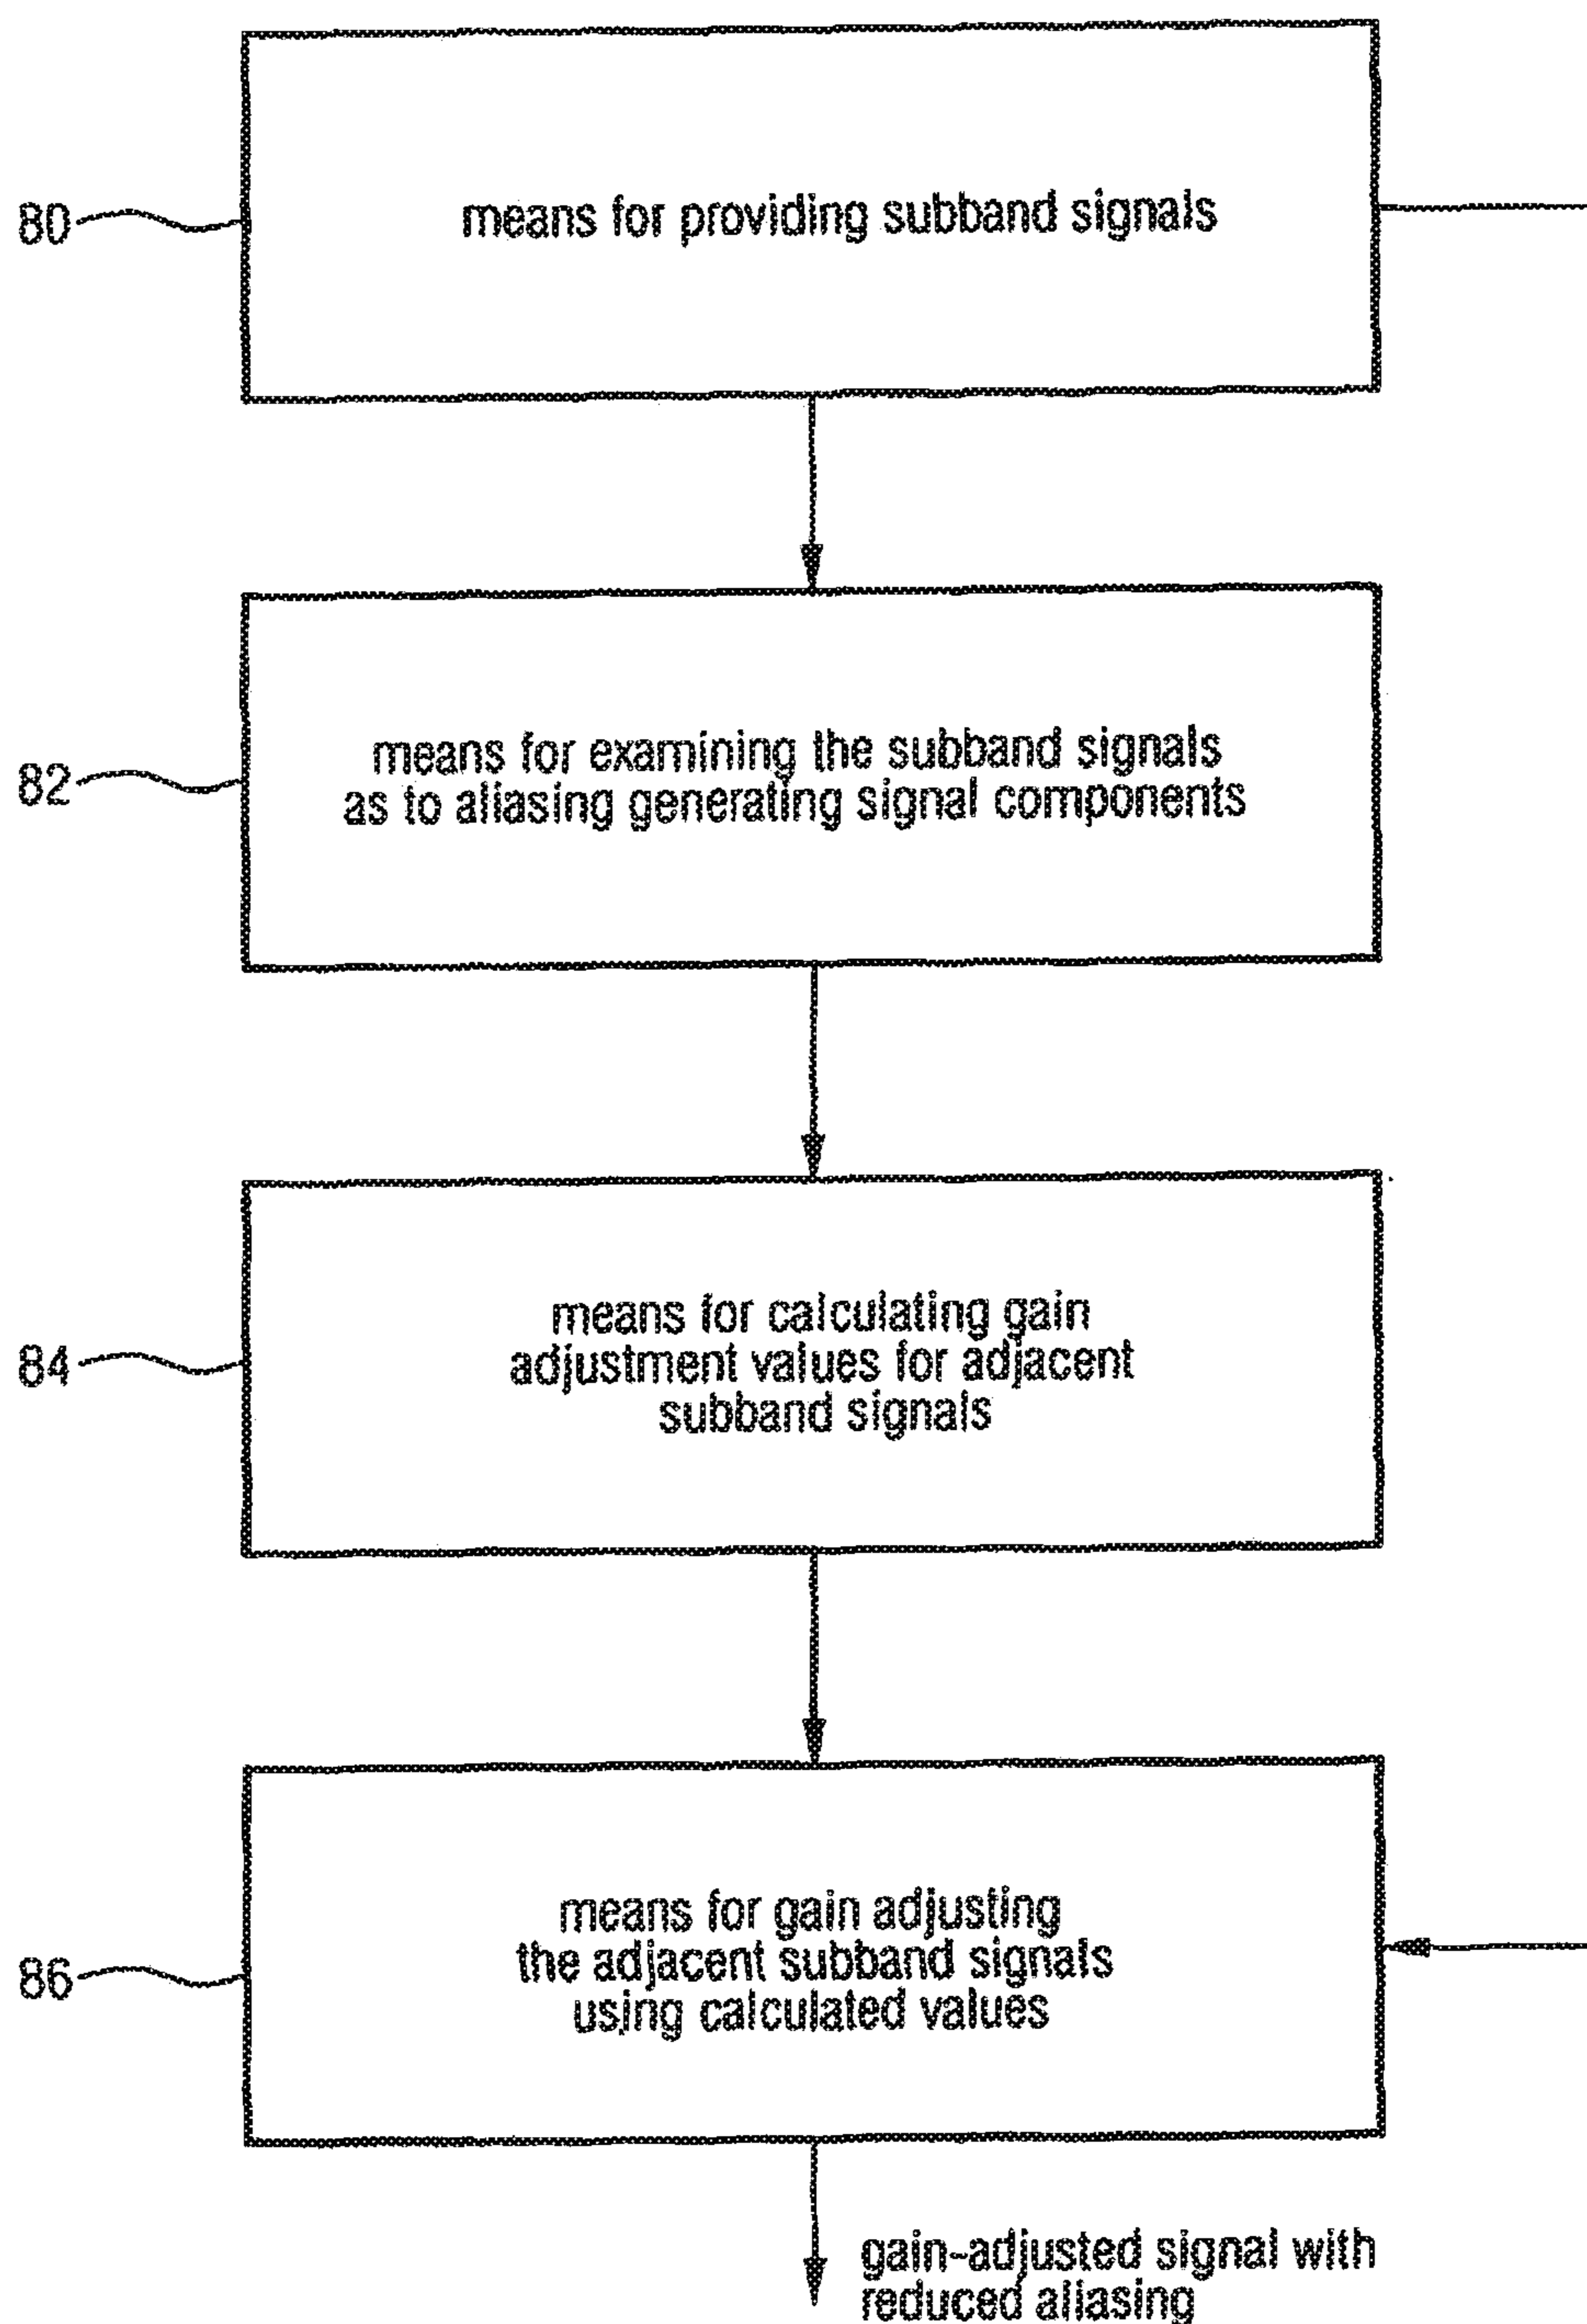 80
means for providing subband signals
82
means for examining the subband signals
as to aliasing generating signal components
84
means for calculating gain
adjustment values for adjacent
subband signals
86
means for gain adjusting
the adjacent subband signals
using calculated values
gain-adjusted signal with
reduced aliasing